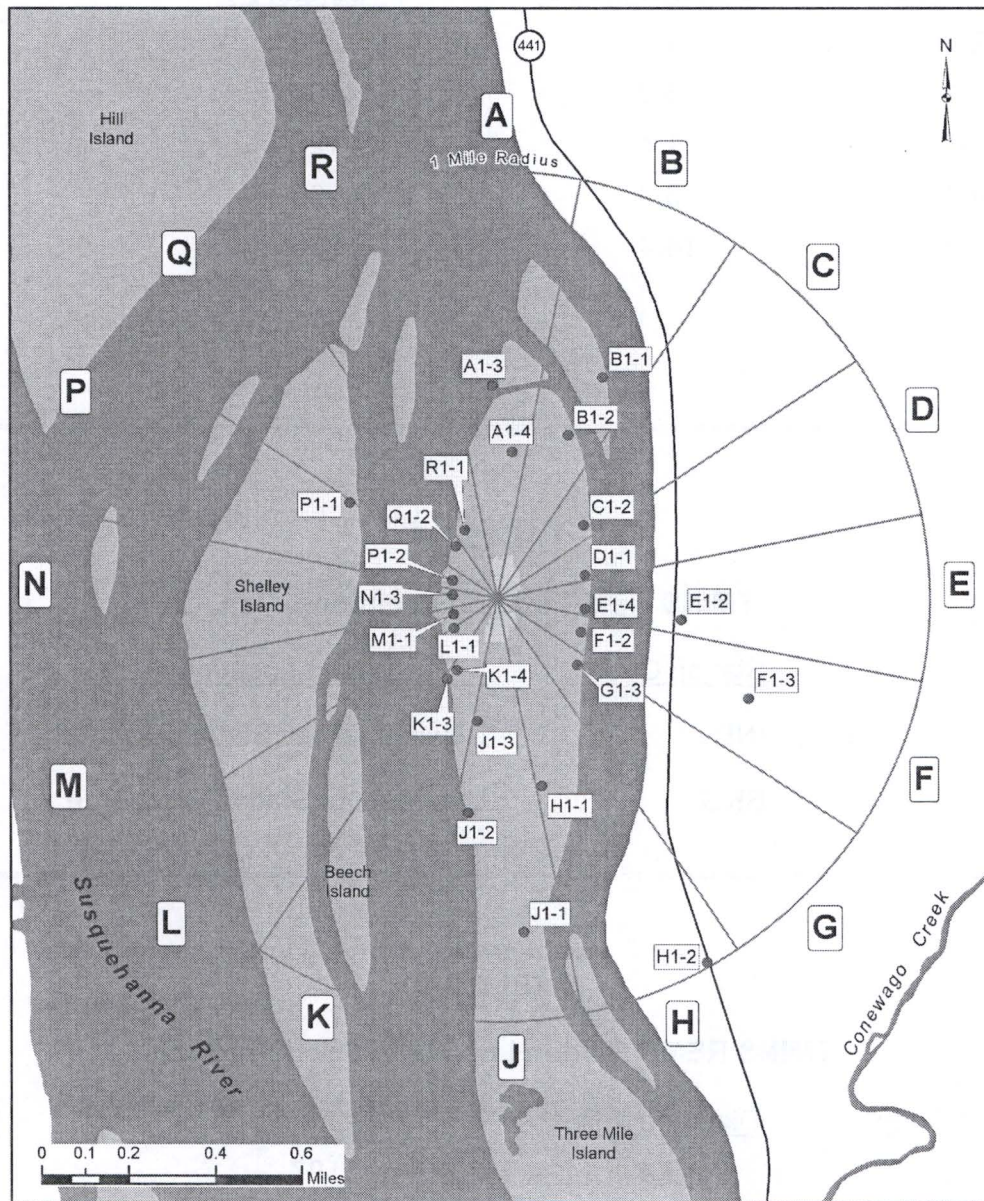 441
N
A
Hill
Island
1 Mile Radius
B
R
Q
C
A1-3
B1-1
P
D
B1-2
A1-4
R1-1
P1-1
Q1-2
C1-2
P1-2
D1-1
N
Shelley
Island
N1-3
E1-4
E1-2
E
M1-1
F1-2
L1-1
K1-4
G1-3
F1-3
K1-3
J1-3
M
F
H1-1
J1-2
Beech
Island
L
G
J1-1
H1-2
Susquehanna
River
Conewago Creek
K
H
J
Three Mile
Island
0 0.1 0.2 0.6
Miles